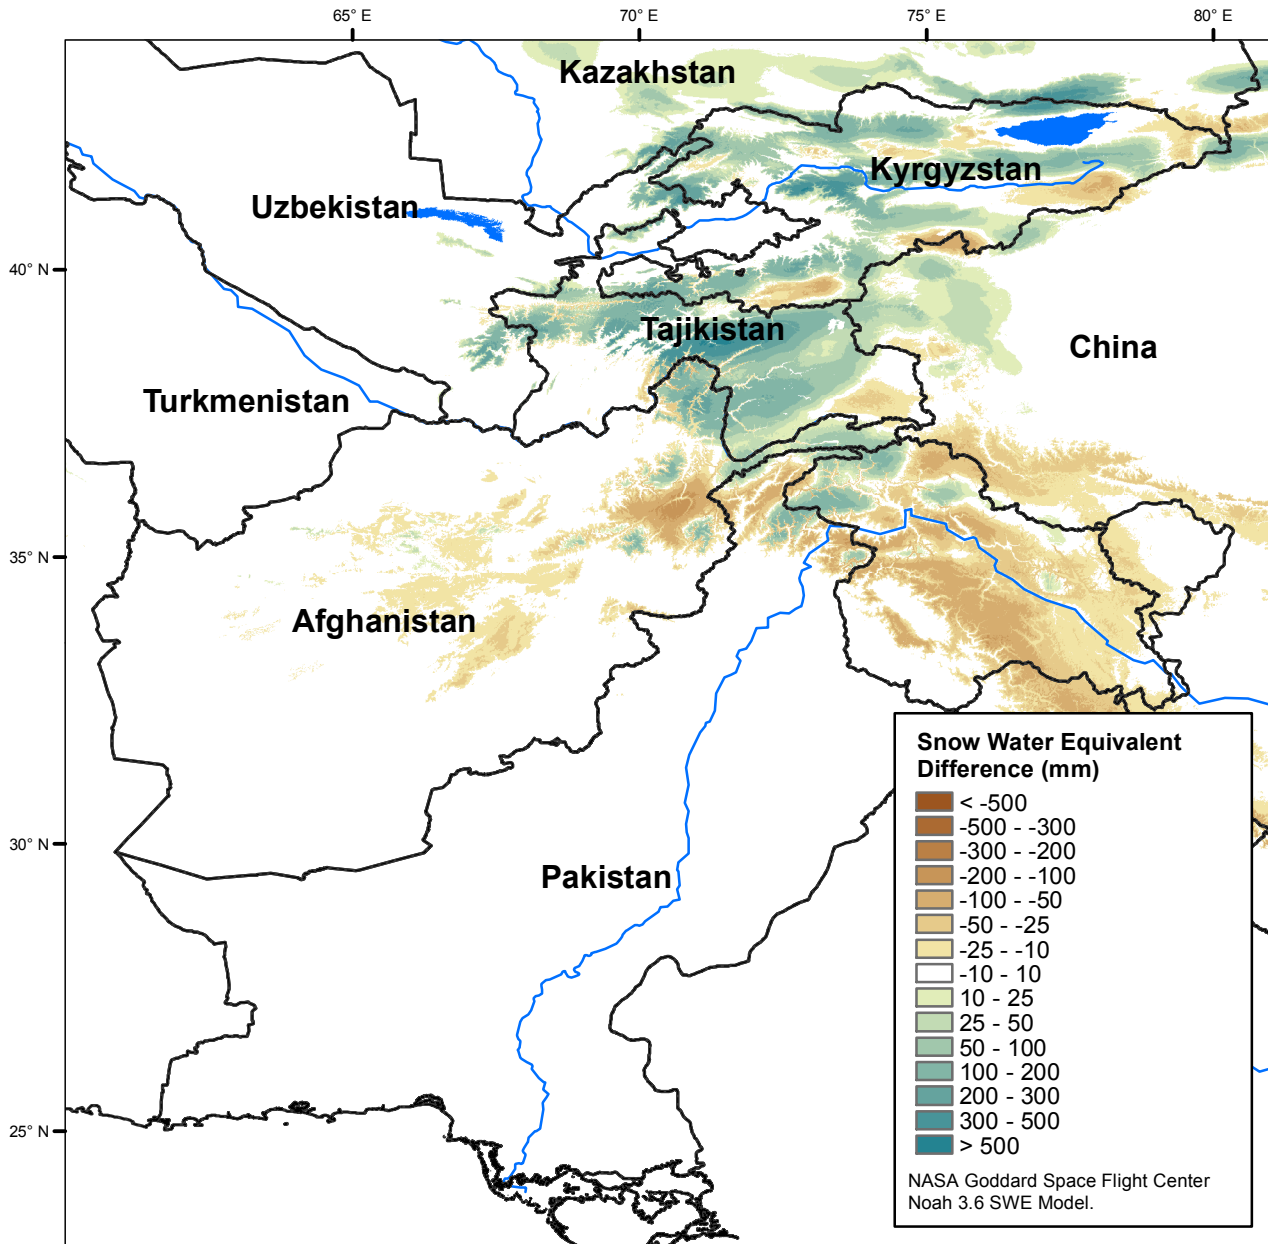 65° E
70° E
75° E
80° E
Kazakhstan
Kyrgyzstan
Uzbekistan
40° N
Tajikistan
China
Turkmenistan
35° N
Afghanistan
30° N
Pakistan
25° N
Snow Water Equivalent
Difference (mm)
< -500
-500 - -300
-300 - -200
-200 - -100
-100 - -50
-50 - -25
-25 - -10
-10 - 10
10 - 25
25 - 50
50 - 100
100 - 200
200 - 300
300 - 500
> 500
NASA Goddard Space Flight Center
Noah 3.6 SWE Model.